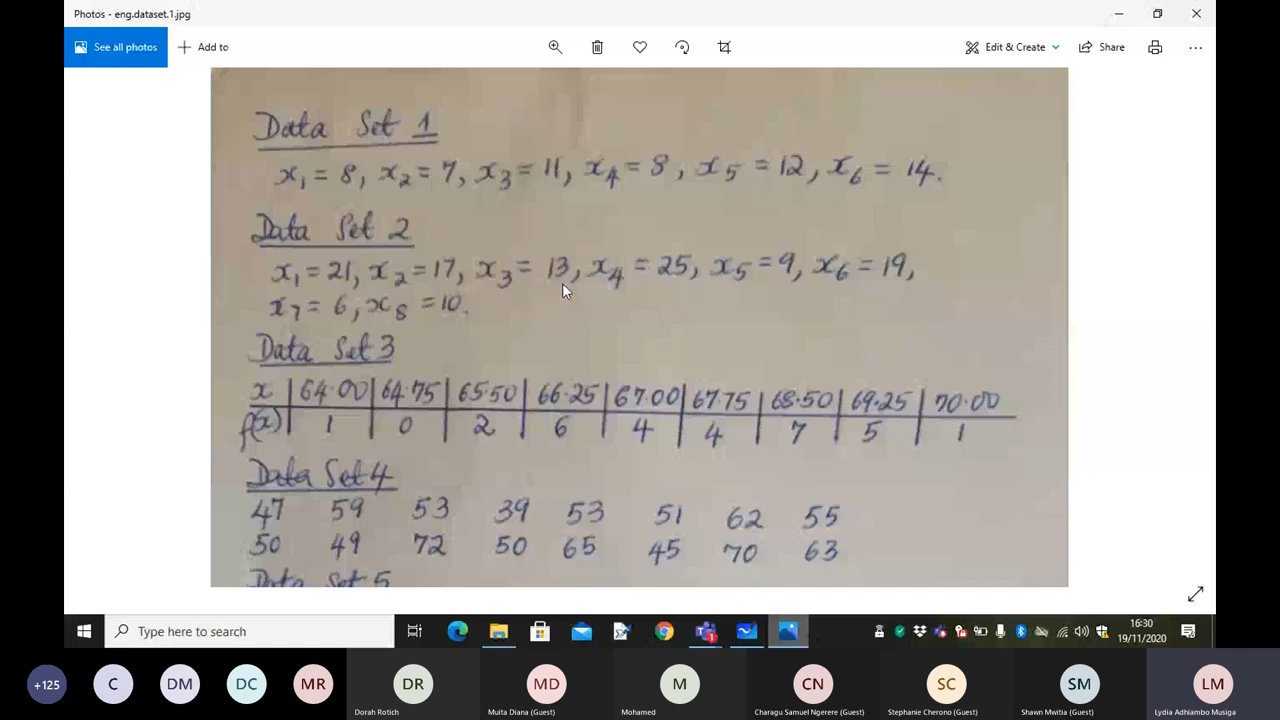 Photos - eng.dataset.1.jpg
See all photos
Add to
Edit & Create
Share
Data Set 1
x₁ = 8, x₂ = 7, x₃ = 11, x₄ = 8, x₅ = 12, x₆ = 14.
Data Set 2
x₁ = 21, x₂ = 17, x₃ = 13, x₄ = 25, x₅ = 9, x₆ = 19,
x₇ = 6, x₈ = 10.
Data Set 3
x 64.00 64.75 65.50 66.25 67.00 67.75 68.50 69.25 70.00
f(x) 1 0 2 6 4 4 7 5 1
Data Set 4
47 59 53 39 53 51 62 55
50 49 72 50 65 45 70 63
Data Set 5
Type here to search
16:30
19/11/2020
+125 C DM DC MR DR MD M CN SC SM LM
Dorah Rotich Muita Diana (Guest) Mohamed Charagu Samuel Ngerere (Guest) Stephanie Cherono (Guest) Shawn Mwitia (Guest) Lydia Adhiambo Musiga